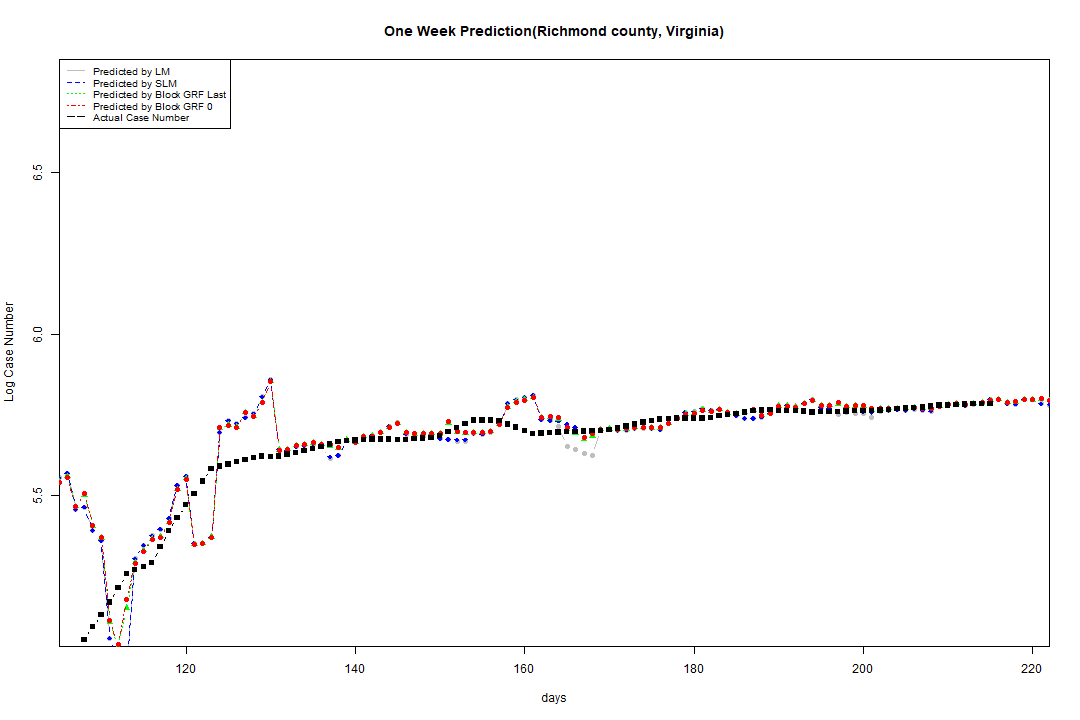 One Week Prediction(Richmond county, Virginia)
Predicted by LM
Predicted by SLM
Predicted by Block GRF Last
Predicted by Block GRF 0
Actual Case Number
6.5
6.0
5.5
Log Case Number
120 140 160 180 200 220
days